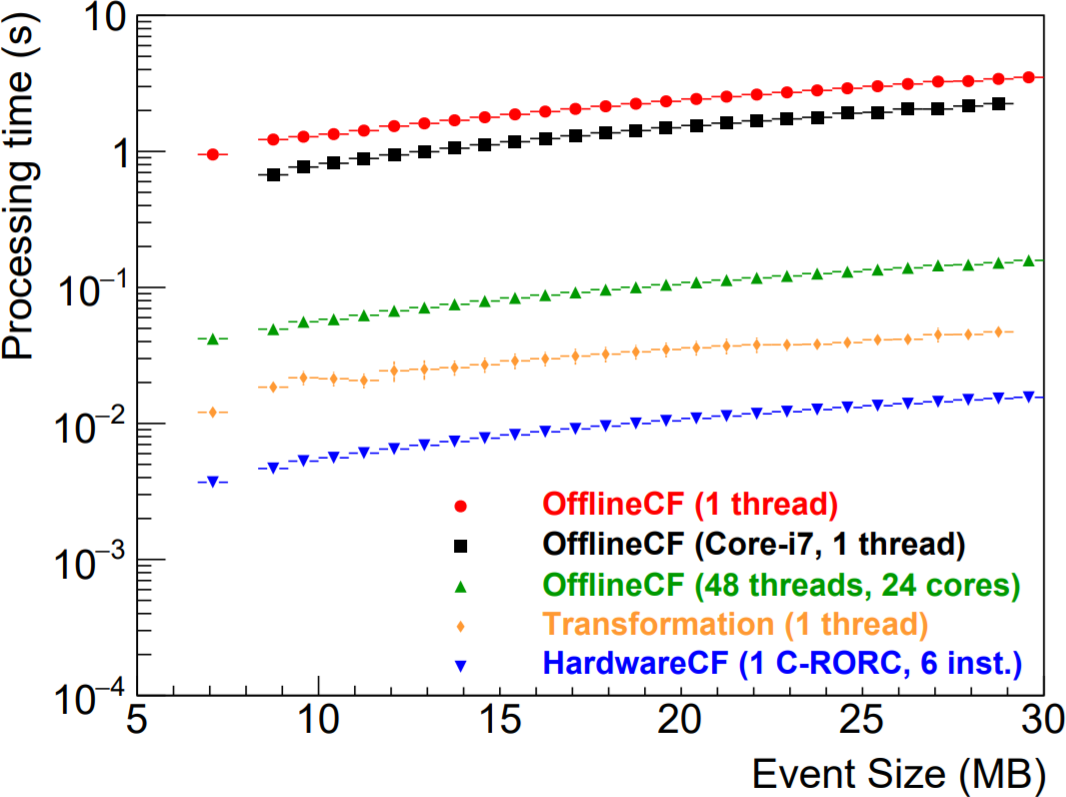 Processing time (s)
10
1
10⁻¹
10⁻²
10⁻³
10⁻⁴
OfflineCF (1 thread)
OfflineCF (Core-i7, 1 thread)
OfflineCF (48 threads, 24 cores)
Transformation (1 thread)
HardwareCF (1 C-RORC, 6 inst.)
5 10 15 20 25 30
Event Size (MB)